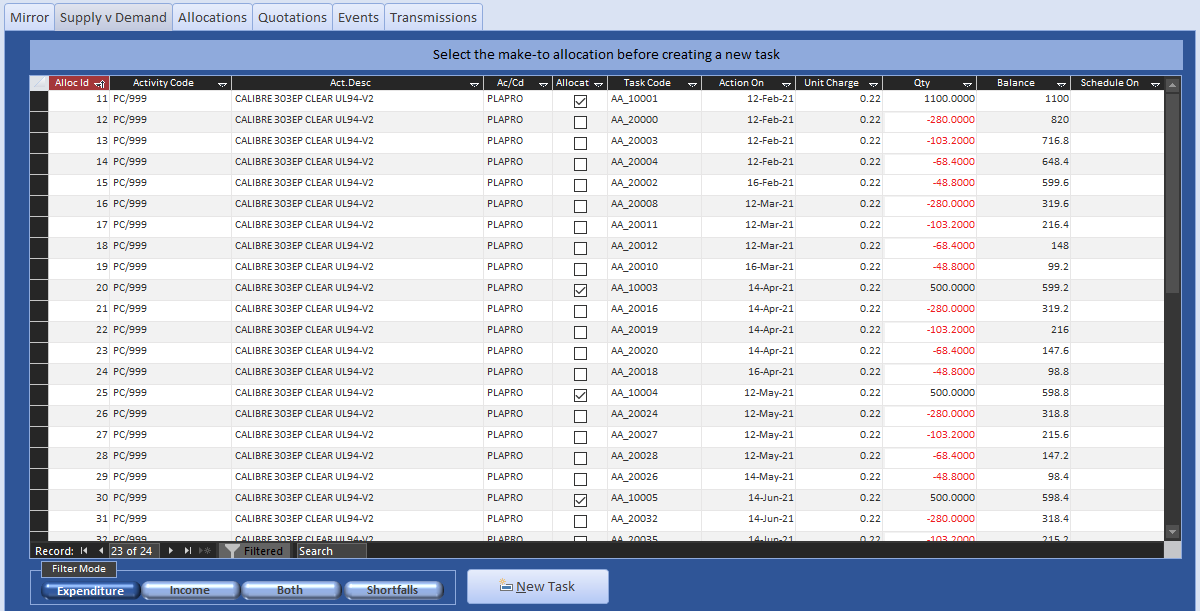 Mirror Supply v Demand Allocations Quotations Events Transmissions
Select the make-to allocation before creating a new task
Alloc Id Activity Code Act.Desc Ac/Cd Allocat Task Code Action On Unit Charge Qty Balance Schedule On
11 PC/999 CALIBRE 303EP CLEAR UL94-V2 PLAPRO AA_10001 12-Feb-21 0.22 1100.0000 1100
12 PC/999 CALIBRE 303EP CLEAR UL94-V2 PLAPRO AA_20000 12-Feb-21 0.22 -280.0000 820
13 PC/999 CALIBRE 303EP CLEAR UL94-V2 PLAPRO AA_20003 12-Feb-21 0.22 -103.2000 716.8
14 PC/999 CALIBRE 303EP CLEAR UL94-V2 PLAPRO AA_20004 12-Feb-21 0.22 -68.4000 648.4
15 PC/999 CALIBRE 303EP CLEAR UL94-V2 PLAPRO AA_20002 16-Feb-21 0.22 -48.8000 599.6
16 PC/999 CALIBRE 303EP CLEAR UL94-V2 PLAPRO AA_20008 12-Mar-21 0.22 -280.0000 319.6
17 PC/999 CALIBRE 303EP CLEAR UL94-V2 PLAPRO AA_20011 12-Mar-21 0.22 -103.2000 216.4
18 PC/999 CALIBRE 303EP CLEAR UL94-V2 PLAPRO AA_20012 12-Mar-21 0.22 -68.4000 148
19 PC/999 CALIBRE 303EP CLEAR UL94-V2 PLAPRO AA_20010 16-Mar-21 0.22 -48.8000 99.2
20 PC/999 CALIBRE 303EP CLEAR UL94-V2 PLAPRO AA_10003 14-Apr-21 0.22 500.0000 599.2
21 PC/999 CALIBRE 303EP CLEAR UL94-V2 PLAPRO AA_20016 14-Apr-21 0.22 -280.0000 319.2
22 PC/999 CALIBRE 303EP CLEAR UL94-V2 PLAPRO AA_20019 14-Apr-21 0.22 -103.2000 216
23 PC/999 CALIBRE 303EP CLEAR UL94-V2 PLAPRO AA_20020 14-Apr-21 0.22 -68.4000 147.6
24 PC/999 CALIBRE 303EP CLEAR UL94-V2 PLAPRO AA_20018 16-Apr-21 0.22 -48.8000 98.8
25 PC/999 CALIBRE 303EP CLEAR UL94-V2 PLAPRO AA_10004 12-May-21 0.22 500.0000 598.8
26 PC/999 CALIBRE 303EP CLEAR UL94-V2 PLAPRO AA_20024 12-May-21 0.22 -280.0000 318.8
27 PC/999 CALIBRE 303EP CLEAR UL94-V2 PLAPRO AA_20027 12-May-21 0.22 -103.2000 215.6
28 PC/999 CALIBRE 303EP CLEAR UL94-V2 PLAPRO AA_20028 12-May-21 0.22 -68.4000 147.2
29 PC/999 CALIBRE 303EP CLEAR UL94-V2 PLAPRO AA_20026 14-May-21 0.22 -48.8000 98.4
30 PC/999 CALIBRE 303EP CLEAR UL94-V2 PLAPRO AA_10005 14-Jun-21 0.22 500.0000 598.4
31 PC/999 CALIBRE 303EP CLEAR UL94-V2 PLAPRO AA_20032 14-Jun-21 0.22 -280.0000 318.4
32 PC/999 CALIBRE 303EP CLEAR UL94-V2 PLAPRO AA_20035 14-Jun-21 0.22 -103.2000 215.2
Record: 23 of 24 Filtered Search
Filter Mode
Expenditure Income Both Shortfalls New Task